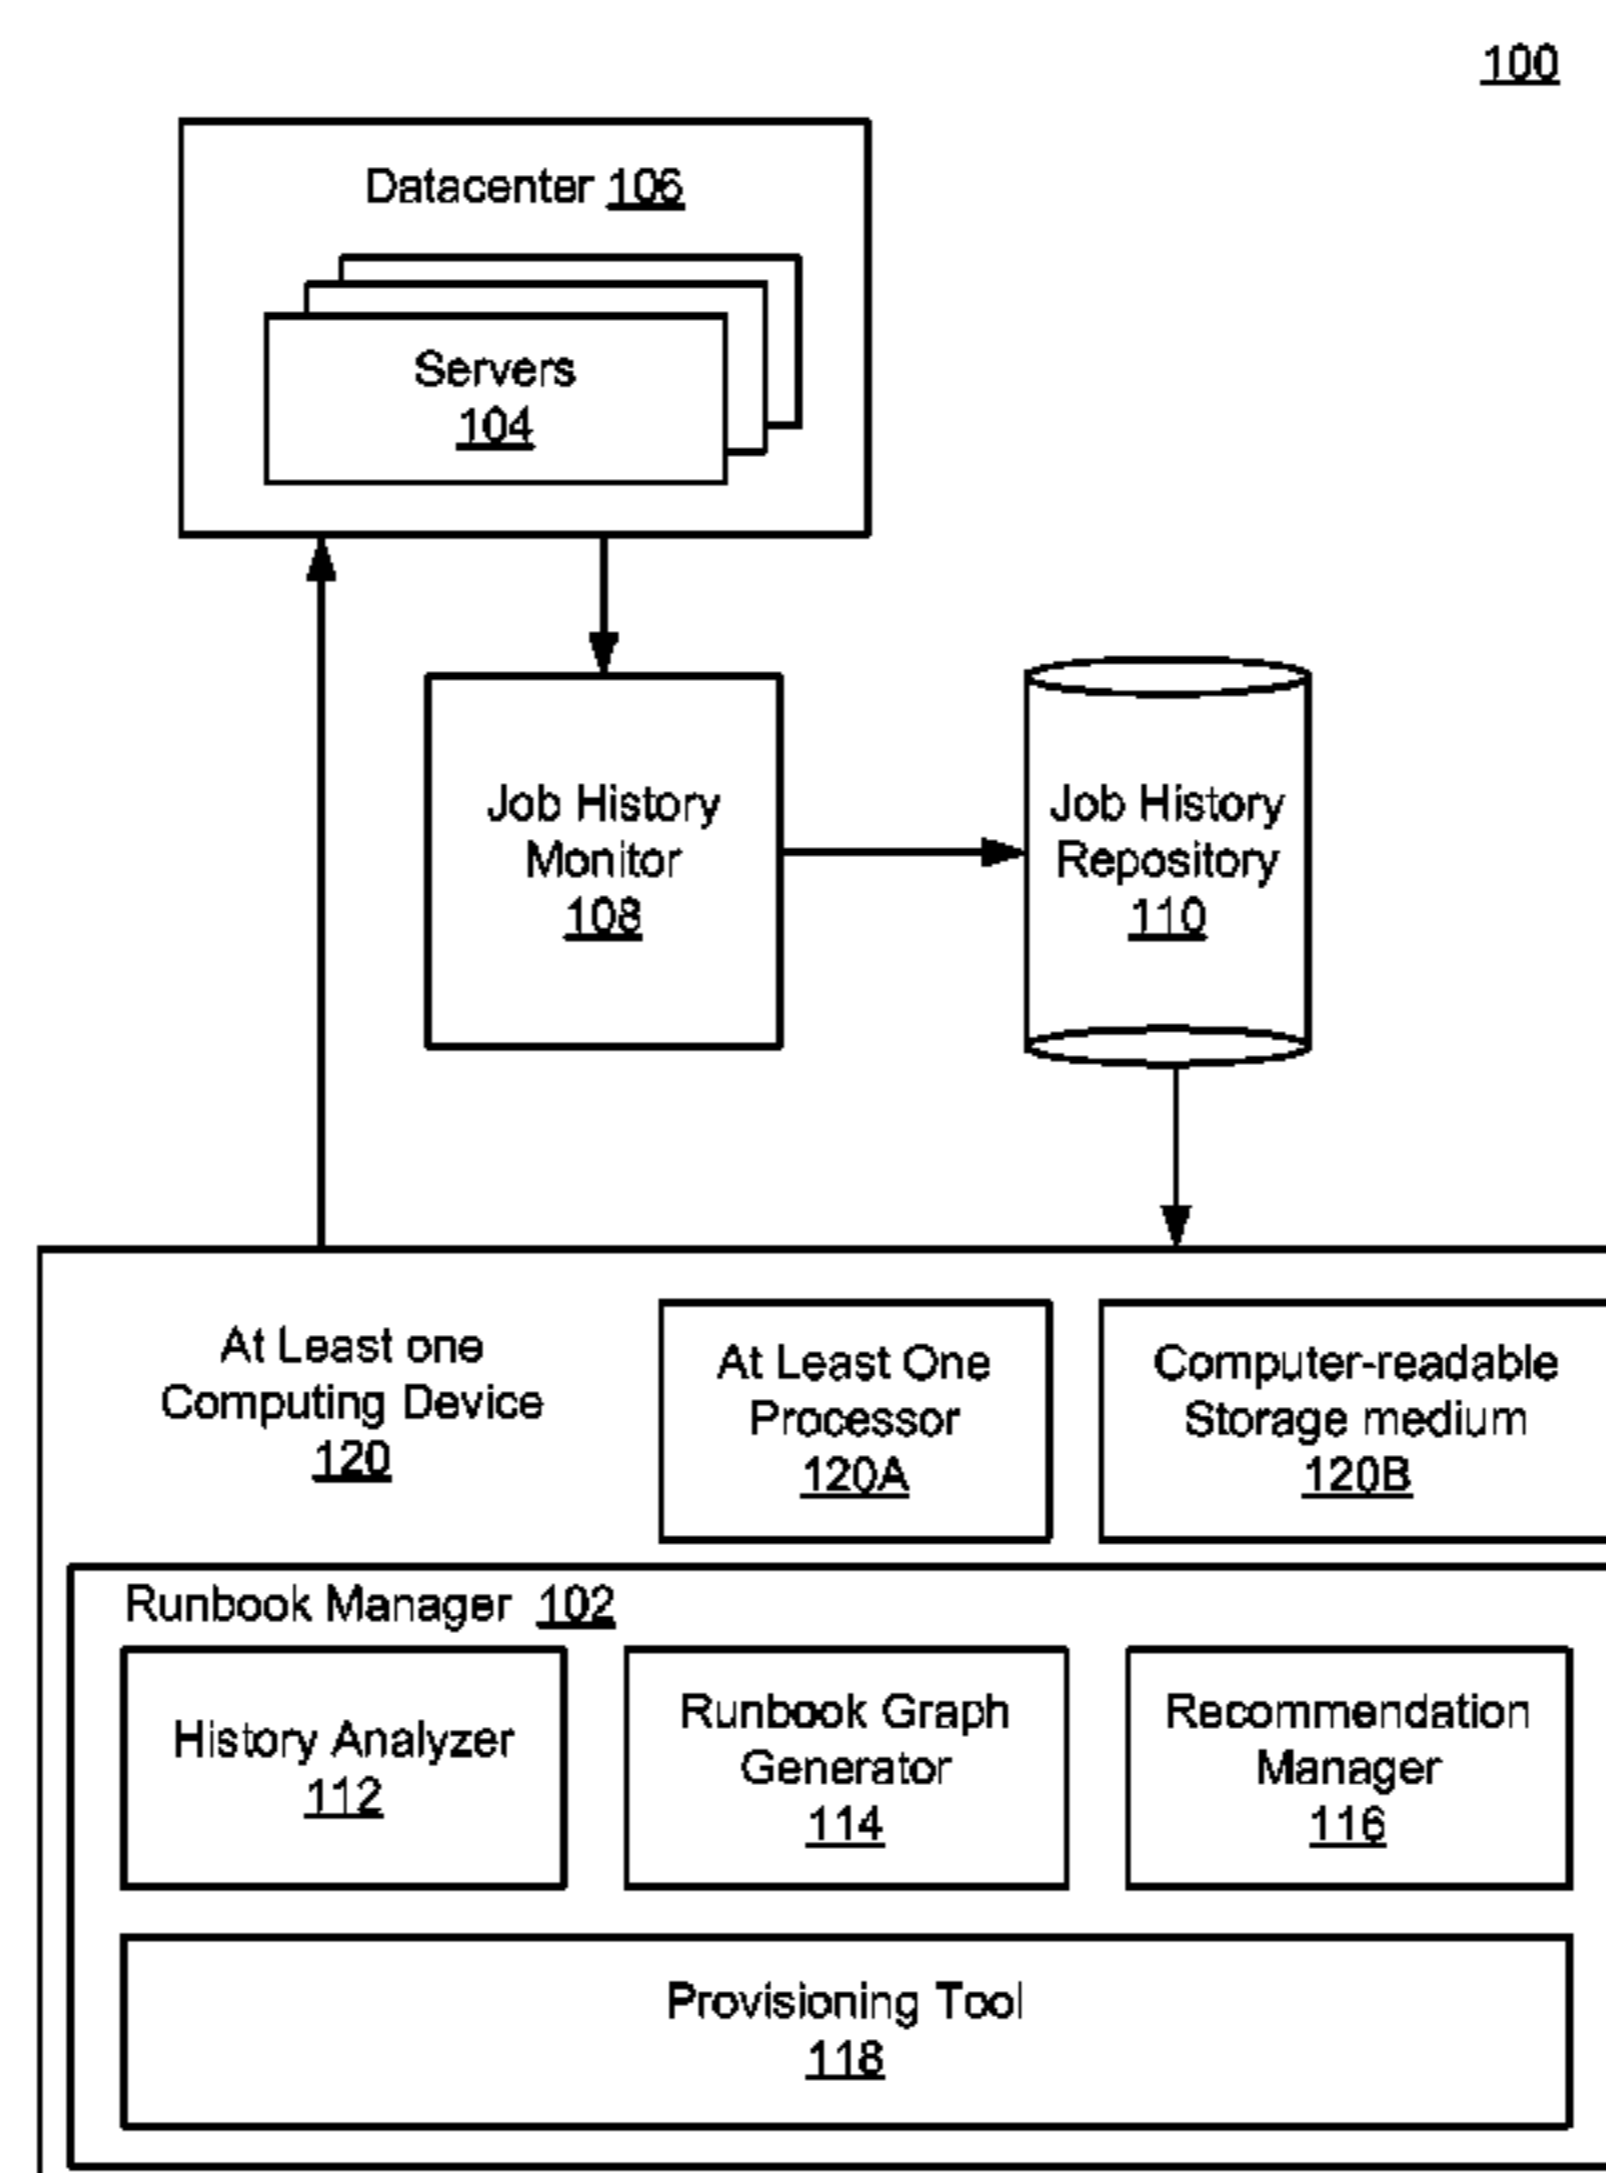 100
Datacenter 106
Servers
104
Job History
Monitor
108
Job History
Repository
110
At Least one
Computing Device
120
At Least One
Processor
120A
Computer-readable
Storage medium
120B
Runbook Manager 102
History Analyzer
112
Runbook Graph
Generator
114
Recommendation
Manager
116
Provisioning Tool
118